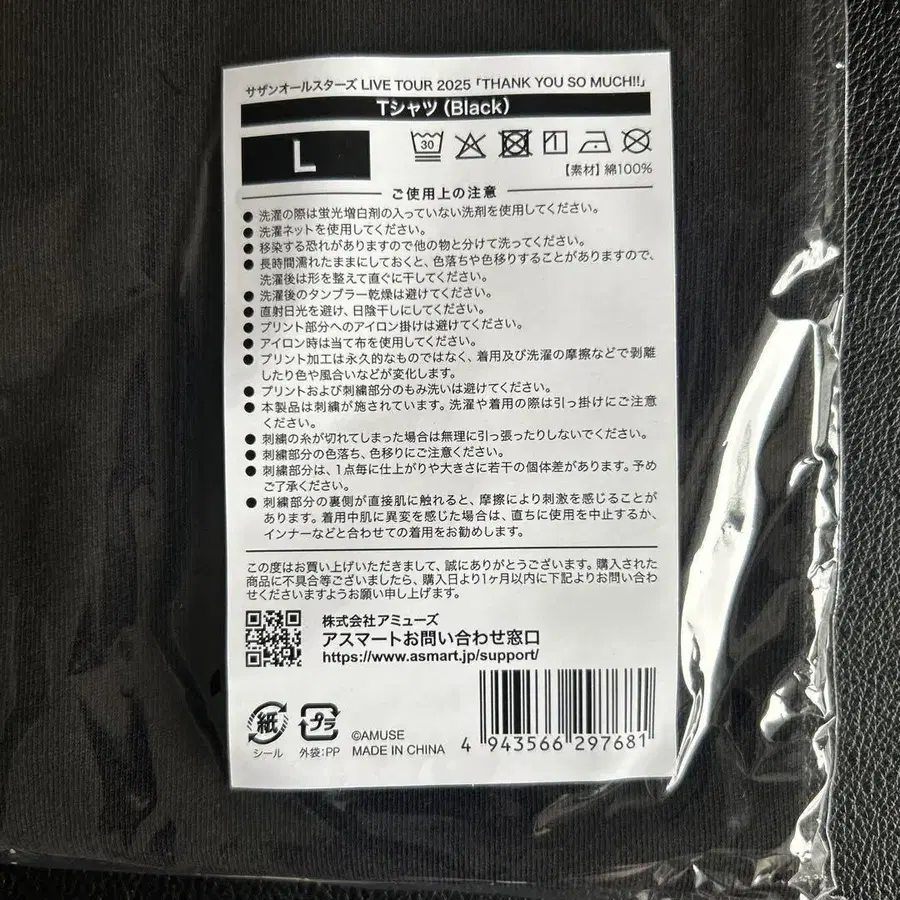 サザンオールスターズ LIVE TOUR 2025 「THANK YOU SO MUCH!!」
Tシャツ (Black)
L
30
【素材】 綿100%
ご使用上の注意
● 洗濯の際は蛍光増白剤の入っていない洗剤を使用してください。
● 洗濯ネットを使用してください。
● 移染する恐れがありますので他の物と分けて洗ってください。
● 長時間濡れたままにしておくと、色落ちや色移りすることがありますので、
洗濯後は形を整えて直ぐに干してください。
● 洗濯後のタンブラー乾燥は避けてください。
● 直射日光を避け、日陰干しにしてください。
● プリント部分へのアイロン掛けは避けてください。
● アイロン時は当て布を使用してください。
● プリント加工は永久的なものではなく、着用及び洗濯の摩擦などで剥離
したり色や風合いなどが変化します。
● プリントおよび刺繍部分のもみ洗いは避けてください。
● 本製品は刺繍が施されています。洗濯や着用の際は引っ掛けにご注意
ください。
● 刺繍の糸が切れてしまった場合は無理に引っ張ったりしないでください。
● 刺繍部分の色落ち、色移りにご注意ください。
● 刺繍部分は、1点毎に仕上がりや大きさに若干の個体差があります。予め
ご了承ください。
● 刺繍部分の裏側が直接肌に触れると、摩擦により刺激を感じることが
あります。着用中肌に異変を感じた場合は、直ちに使用を中止するか、
インナーなどと合わせての着用をお勧めします。
この度はお買い上げいただきまして、誠にありがとうございます。購入された
商品に不具合等ございましたら、購入日より1ヶ月以内に下記よりお問い合わ
せくださいますようお願い申し上げます。
株式会社アミューズ
アスマートお問い合わせ窓口
https://www.asmart.jp/support/
紙
シール
プラ
外袋:PP
©AMUSE
MADE IN CHINA
4 943566 297681